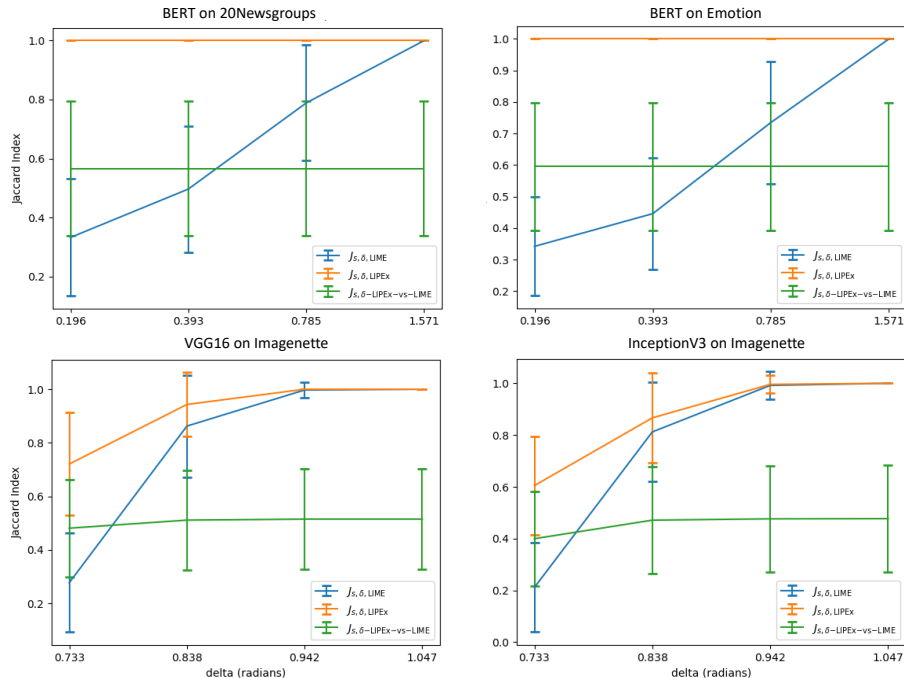 BERT on 20Newsgroups
Jaccard Index
1.0
0.8
0.6
0.4
0.2
0.196
0.393
0.785
1.571
J_{s, δ, LIME}
J_{s, δ, LIPEx}
J_{s, δ−LIPEx−vs−LIME}
BERT on Emotion
1.0
0.9
0.8
0.7
0.6
0.5
0.4
0.3
0.2
0.196
0.393
0.785
1.571
J_{s, δ, LIME}
J_{s, δ, LIPEx}
J_{s, δ−LIPEx−vs−LIME}
VGG16 on Imagenette
Jaccard Index
1.0
0.8
0.6
0.4
0.2
0.733
0.838
0.942
1.047
delta (radians)
J_{s, δ, LIME}
J_{s, δ, LIPEx}
J_{s, δ−LIPEx−vs−LIME}
InceptionV3 on Imagenette
1.0
0.8
0.6
0.4
0.2
0.0
0.733
0.838
0.942
1.047
delta (radians)
J_{s, δ, LIME}
J_{s, δ, LIPEx}
J_{s, δ−LIPEx−vs−LIME}